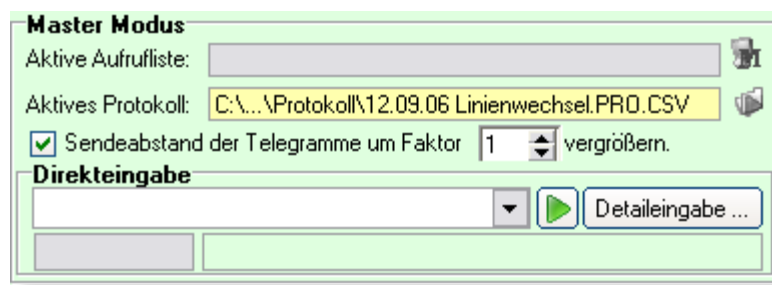 Master Modus
Aktive Aufrufliste:
Aktives Protokoll: C:\...\Protokoll\12.09.06 Linienwechsel.PRO.CSV
Sendeabstand der Telegramme um Faktor 1 vergrößern.
Direkteingabe
Detaileingabe ...